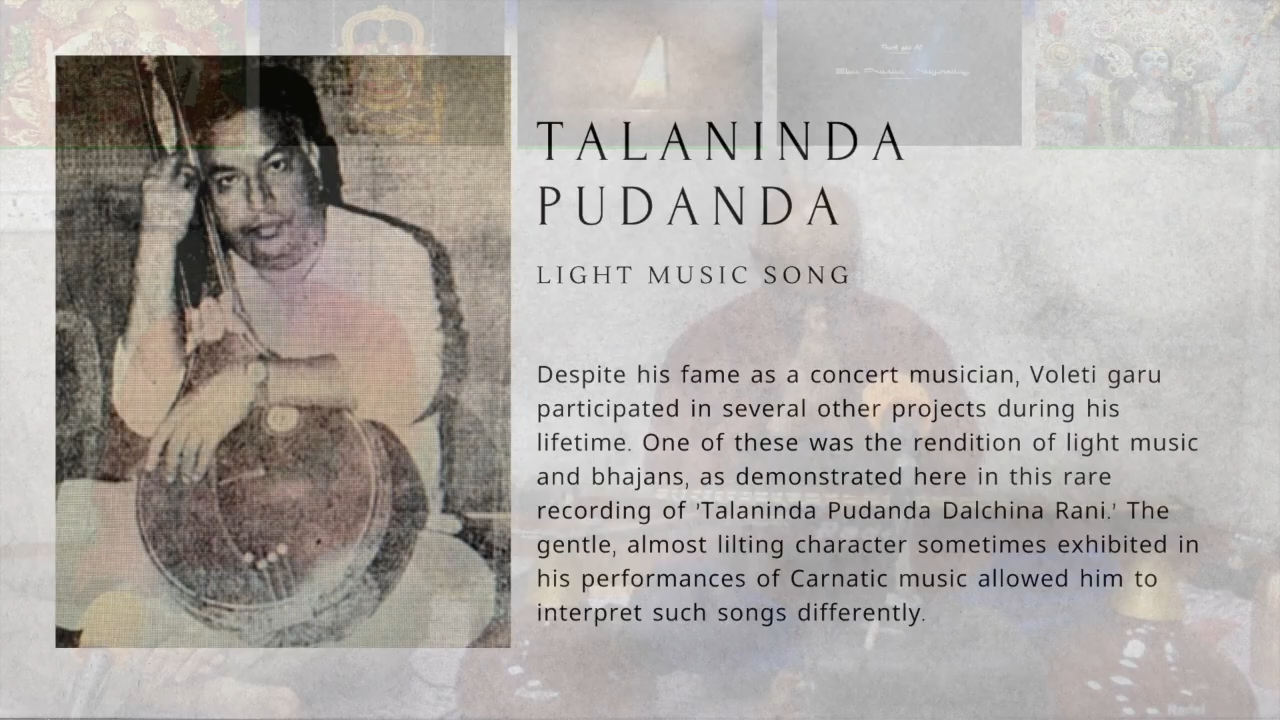 TALANINDA
PUDANDA
LIGHT MUSIC SONG
Despite his fame as a concert musician, Voleti garu
participated in several other projects during his
lifetime. One of these was the rendition of light music
and bhajans, as demonstrated here in this rare
recording of 'Talaninda Pudanda Dalchina Rani.' The
gentle, almost lilting character sometimes exhibited in
his performances of Carnatic music allowed him to
interpret such songs differently.
Radel